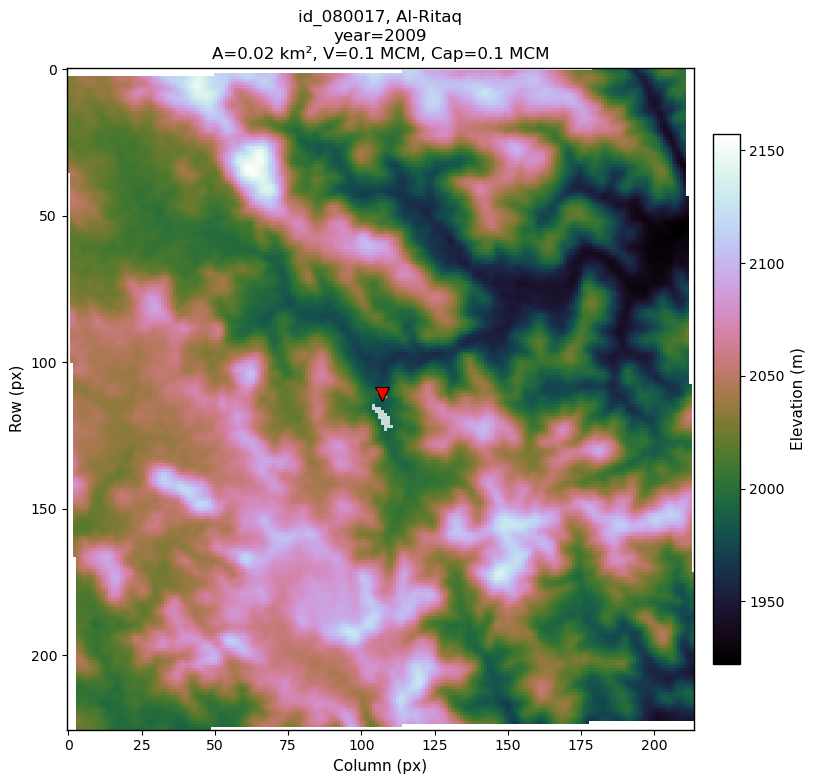 id_080017, Al-Ritaq
year=2009
A=0.02 km², V=0.1 MCM, Cap=0.1 MCM
0
50
100
150
200
Row (px)
0 25 50 75 100 125 150 175 200
Column (px)
2150
2100
2050
2000
1950
Elevation (m)